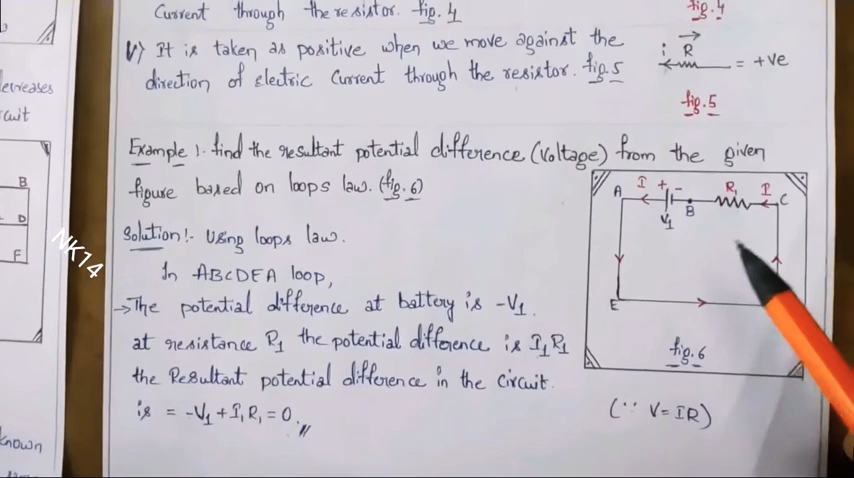 Current through the resistor. fig.4
fig.4
V) It is taken as positive when we move against the
direction of electric Current through the resistor. fig.5
i R = +ve
fig.5
Example 1. find the resultant potential difference (Voltage) from the given
figure based on loops law. (fig.6)
A I + - B R1 I C
V1
E
fig.6
Solution:- Using loops law.
In ABCDEA loop,
→The potential difference at battery is -V1.
at resistance R1 the potential difference is I1R1
the Resultant potential difference in the circuit.
is = -V1 + I1R1 = 0.
(∵ V = IR)
ecreases
cuit
B
D
F
known
NK14